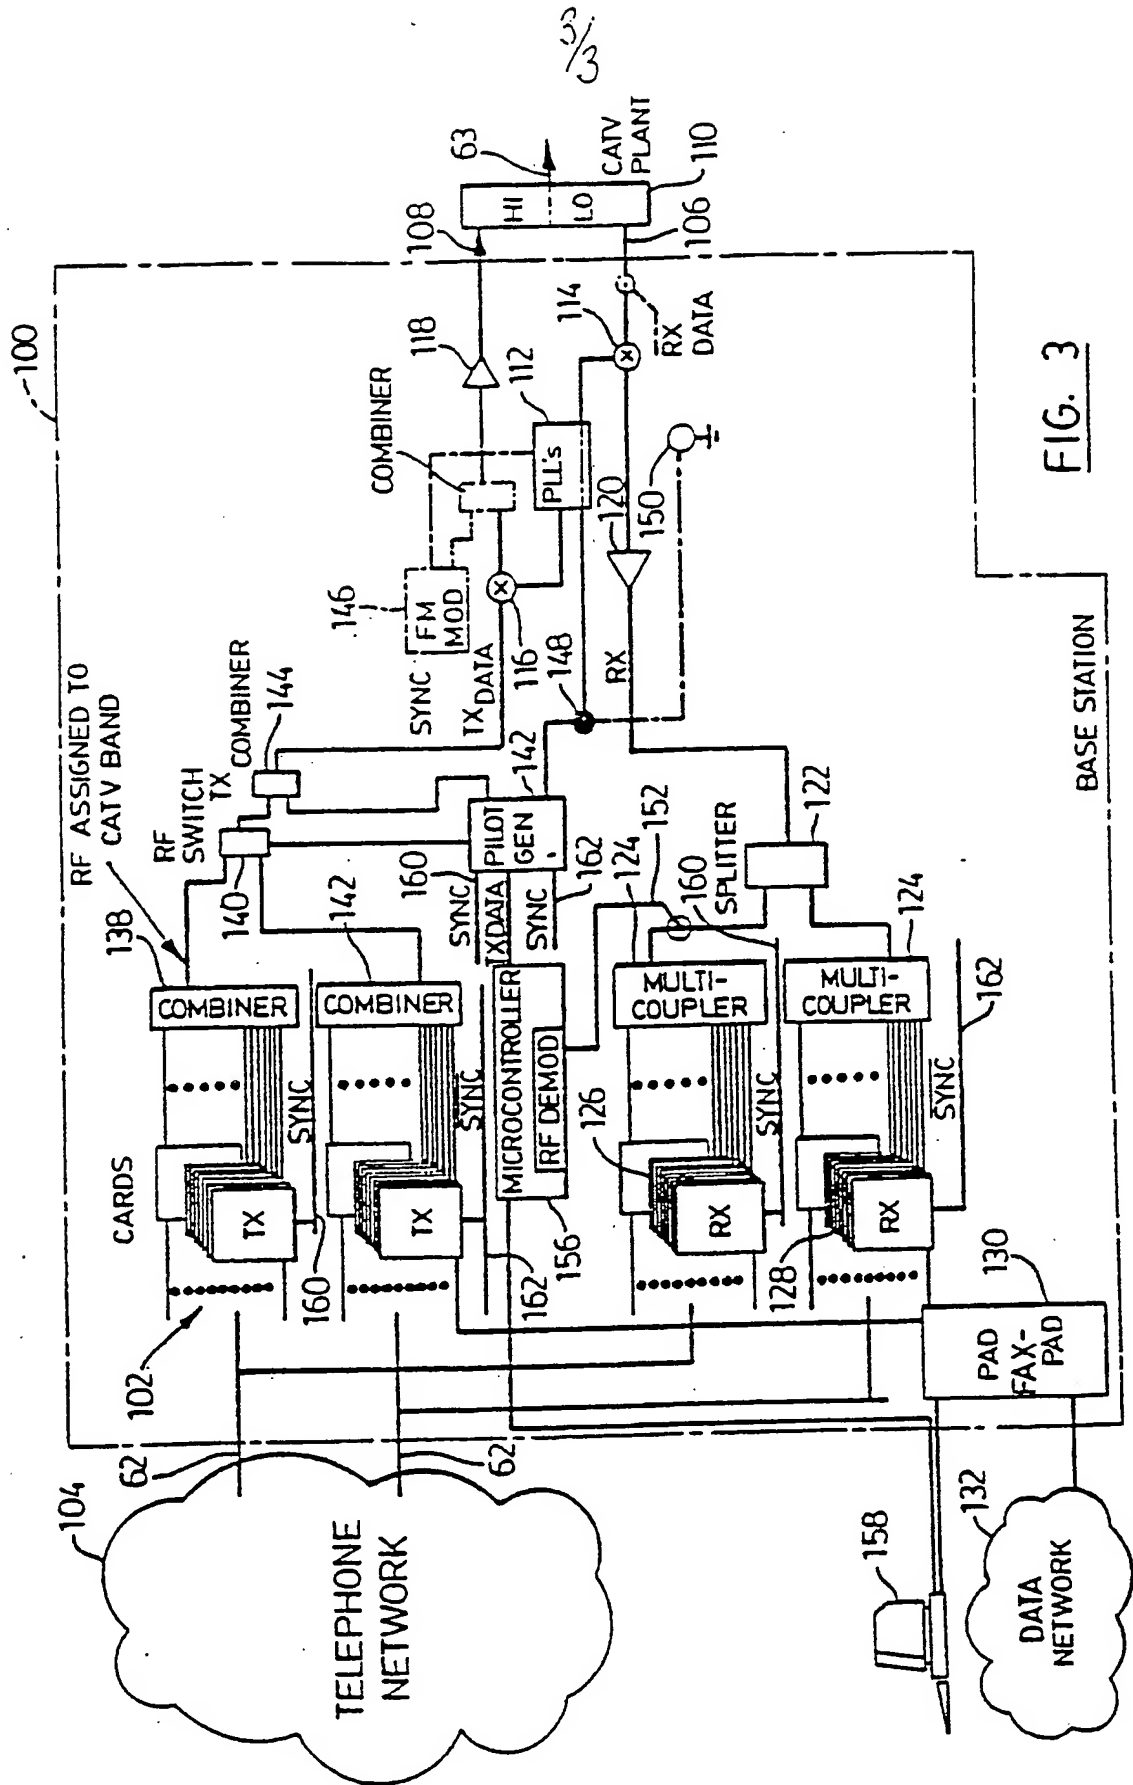 3/3
100
RF ASSIGNED TO
CATV BAND
RF
SWITCH
TX
COMBINER
144
138
140
COMBINER
142
COMBINER
CARDS
TX
TX
SYNC
SYNC
160
162
102
104
62
62
TELEPHONE
NETWORK
146
FM
MOD
SYNC
TX DATA
116
COMBINER
118
108
63
HI
LO
CATV
PLANT
110
106
112
PLL's
114
RX
DATA
120
150
148
RX
142
PILOT
GEN
160
SYNC
TXDATA
SYNC
162
MICROCONTROLLER
RF DEMOD
156
152
124
SPLITTER
122
160
124
MULTI-
COUPLER
MULTI-
COUPLER
162
126
RX
SYNC
128
RX
SYNC
130
PAD
FAX-
PAD
158
132
DATA
NETWORK
BASE STATION
FIG. 3